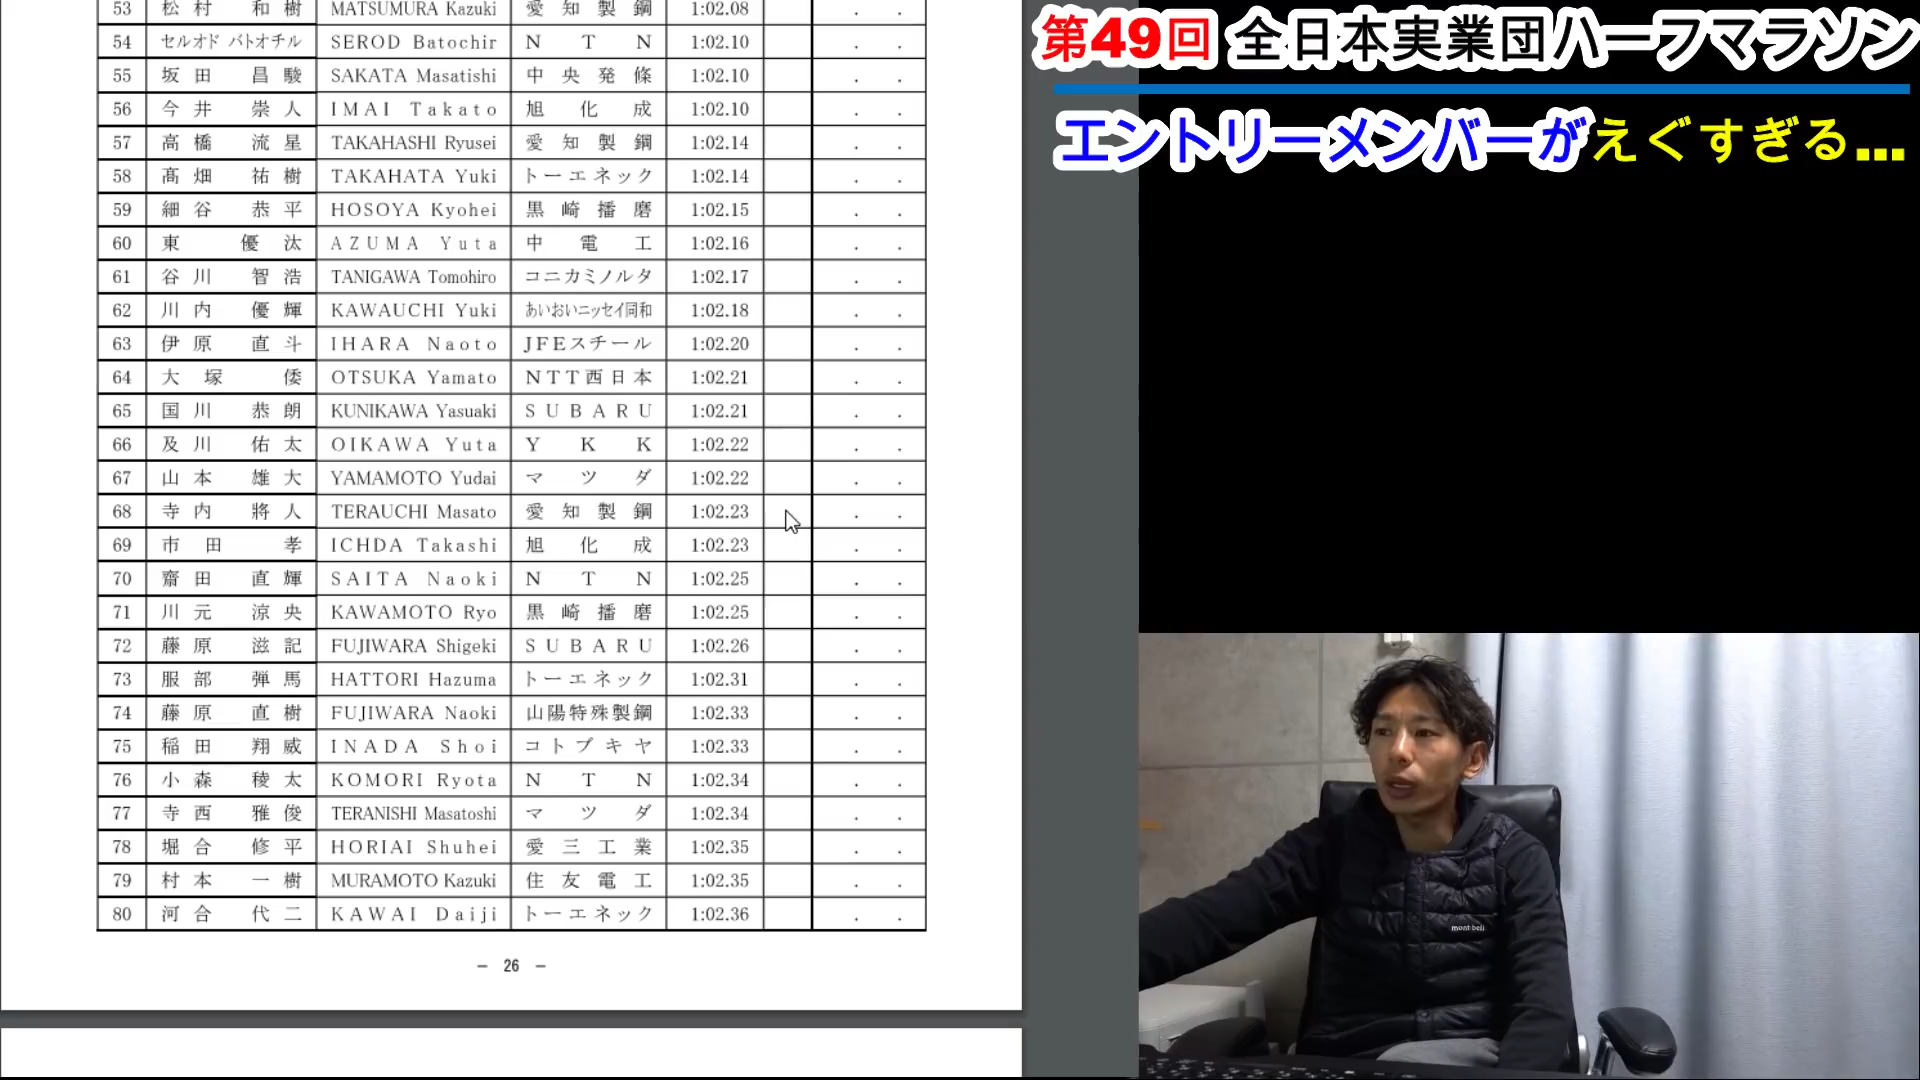 第49回 全日本実業団ハーフマラソン
エントリーメンバーがえぐすぎる...
53 松村 和樹 MATSUMURA Kazuki 愛知製鋼 1:02.08 . .
54 セルオド バトオチル SEROD Batochir NTN 1:02.10 . .
55 坂田 昌駿 SAKATA Masatishi 中央発條 1:02.10 . .
56 今井 崇人 IMAI Takato 旭化成 1:02.10 . .
57 高橋 流星 TAKAHASHI Ryusei 愛知製鋼 1:02.14 . .
58 髙畑 祐樹 TAKAHATA Yuki トーエネック 1:02.14 . .
59 細谷 恭平 HOSOYA Kyohei 黒崎播磨 1:02.15 . .
60 東 優汰 AZUMA Yuta 中電工 1:02.16 . .
61 谷川 智浩 TANIGAWA Tomohiro コニカミノルタ 1:02.17 . .
62 川内 優輝 KAWAUCHI Yuki あいおいニッセイ同和 1:02.18 . .
63 伊原 直斗 IHARA Naoto JFEスチール 1:02.20 . .
64 大塚 倭 OTSUKA Yamato NTT西日本 1:02.21 . .
65 国川 恭朗 KUNIKAWA Yasuaki SUBARU 1:02.21 . .
66 及川 佑太 OIKAWA Yuta YKK 1:02.22 . .
67 山本 雄大 YAMAMOTO Yudai マツダ 1:02.22 . .
68 寺内 將人 TERAUCHI Masato 愛知製鋼 1:02.23 . .
69 市田 孝 ICHDA Takashi 旭化成 1:02.23 . .
70 齋田 直輝 SAITA Naoki NTN 1:02.25 . .
71 川元 涼央 KAWAMOTO Ryo 黒崎播磨 1:02.25 . .
72 藤原 滋記 FUJIWARA Shigeki SUBARU 1:02.26 . .
73 服部 弾馬 HATTORI Hazuma トーエネック 1:02.31 . .
74 藤原 直樹 FUJIWARA Naoki 山陽特殊製鋼 1:02.33 . .
75 稲田 翔威 INADA Shoi コトブキヤ 1:02.33 . .
76 小森 稜太 KOMORI Ryota NTN 1:02.34 . .
77 寺西 雅俊 TERANISHI Masatoshi マツダ 1:02.34 . .
78 堀合 修平 HORIAI Shuhei 愛三工業 1:02.35 . .
79 村本 一樹 MURAMOTO Kazuki 住友電工 1:02.35 . .
80 河合 代二 KAWAI Daiji トーエネック 1:02.36 . .
― 26 ―
mont-bell